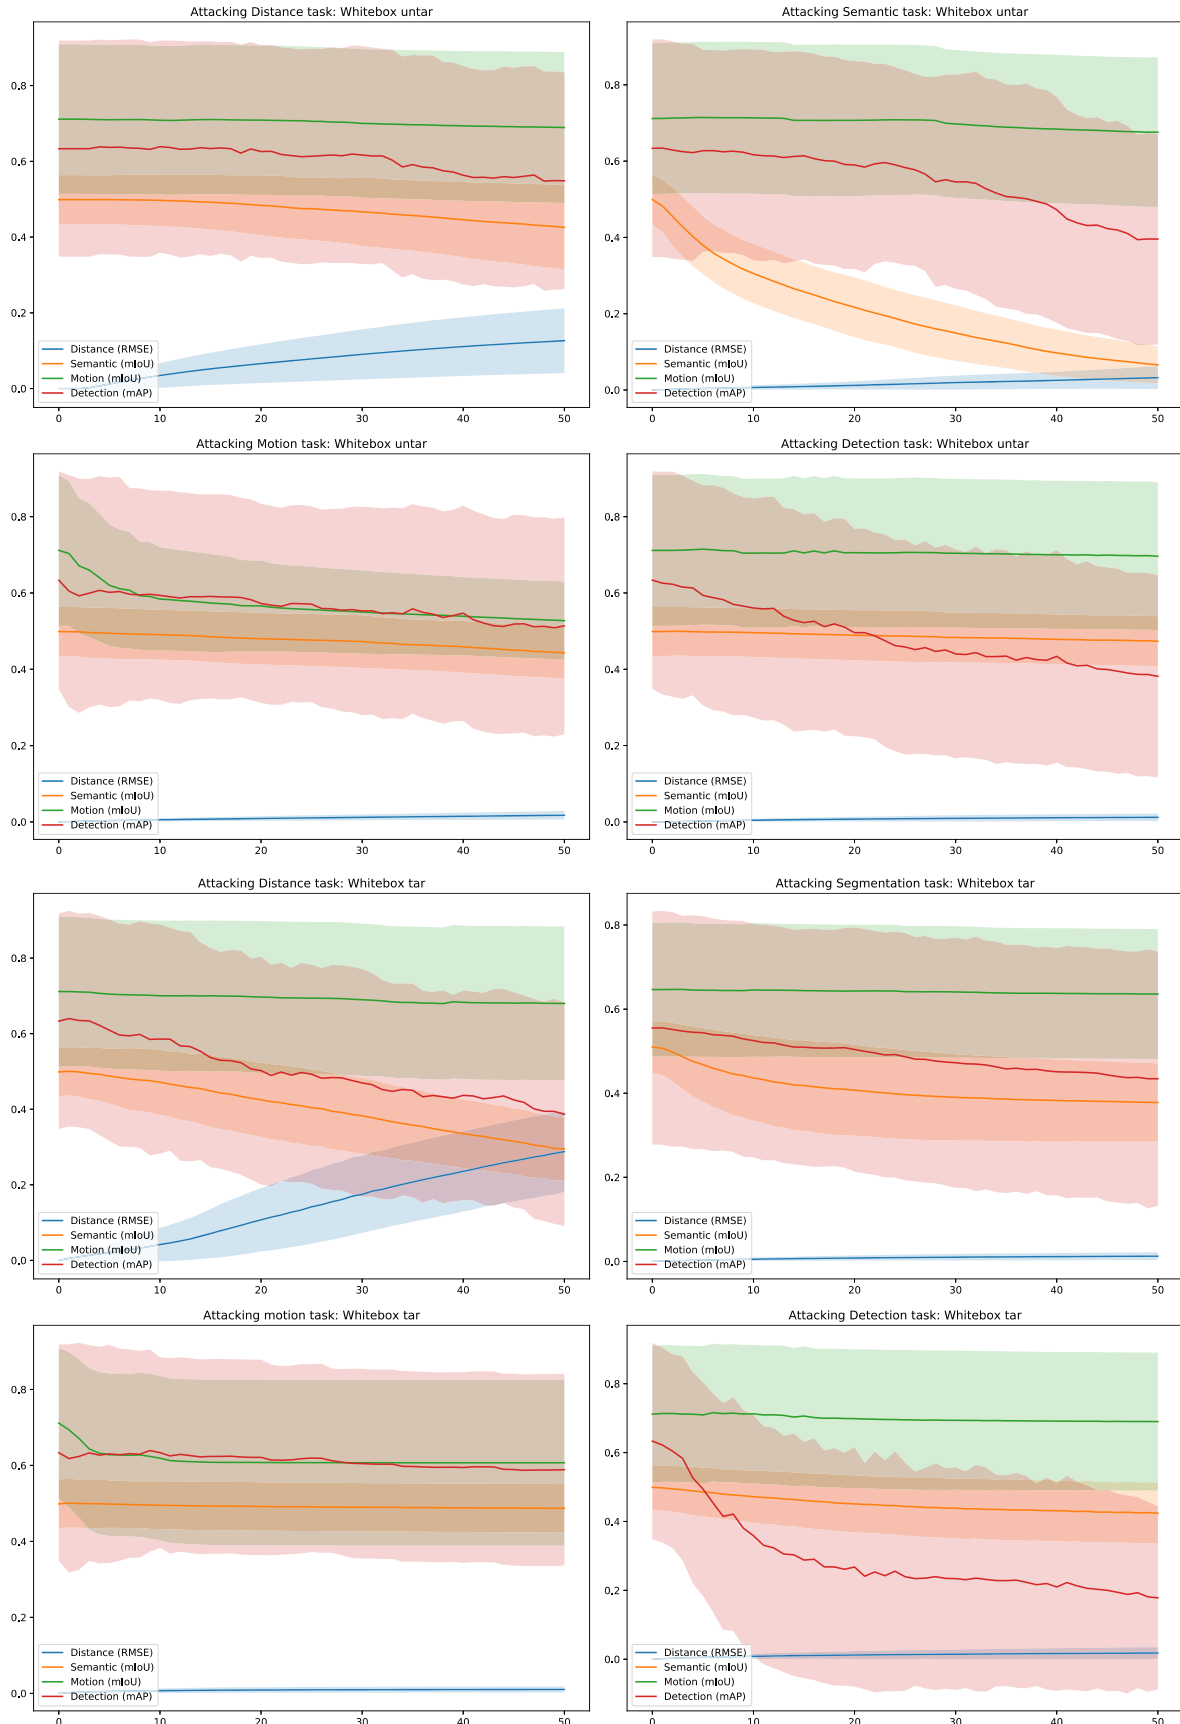 Attacking Distance task: Whitebox untar
0.8
0.6
0.4
0.2
0.0
Distance (RMSE)
Semantic (mIoU)
Motion (mIoU)
Detection (mAP)
0 10 20 30 40 50
Attacking Semantic task: Whitebox untar
0.8
0.6
0.4
0.2
0.0
Distance (RMSE)
Semantic (mIoU)
Motion (mIoU)
Detection (mAP)
0 10 20 30 40 50
Attacking Motion task: Whitebox untar
0.8
0.6
0.4
0.2
0.0
Distance (RMSE)
Semantic (mIoU)
Motion (mIoU)
Detection (mAP)
0 10 20 30 40 50
Attacking Detection task: Whitebox untar
0.8
0.6
0.4
0.2
0.0
Distance (RMSE)
Semantic (mIoU)
Motion (mIoU)
Detection (mAP)
0 10 20 30 40 50
Attacking Distance task: Whitebox tar
0.8
0.6
0.4
0.2
0.0
Distance (RMSE)
Semantic (mIoU)
Motion (mIoU)
Detection (mAP)
0 10 20 30 40 50
Attacking Segmentation task: Whitebox tar
0.8
0.6
0.4
0.2
0.0
Distance (RMSE)
Semantic (mIoU)
Motion (mIoU)
Detection (mAP)
0 10 20 30 40 50
Attacking motion task: Whitebox tar
0.8
0.6
0.4
0.2
0.0
Distance (RMSE)
Semantic (mIoU)
Motion (mIoU)
Detection (mAP)
0 10 20 30 40 50
Attacking Detection task: Whitebox tar
0.8
0.6
0.4
0.2
0.0
Distance (RMSE)
Semantic (mIoU)
Motion (mIoU)
Detection (mAP)
0 10 20 30 40 50